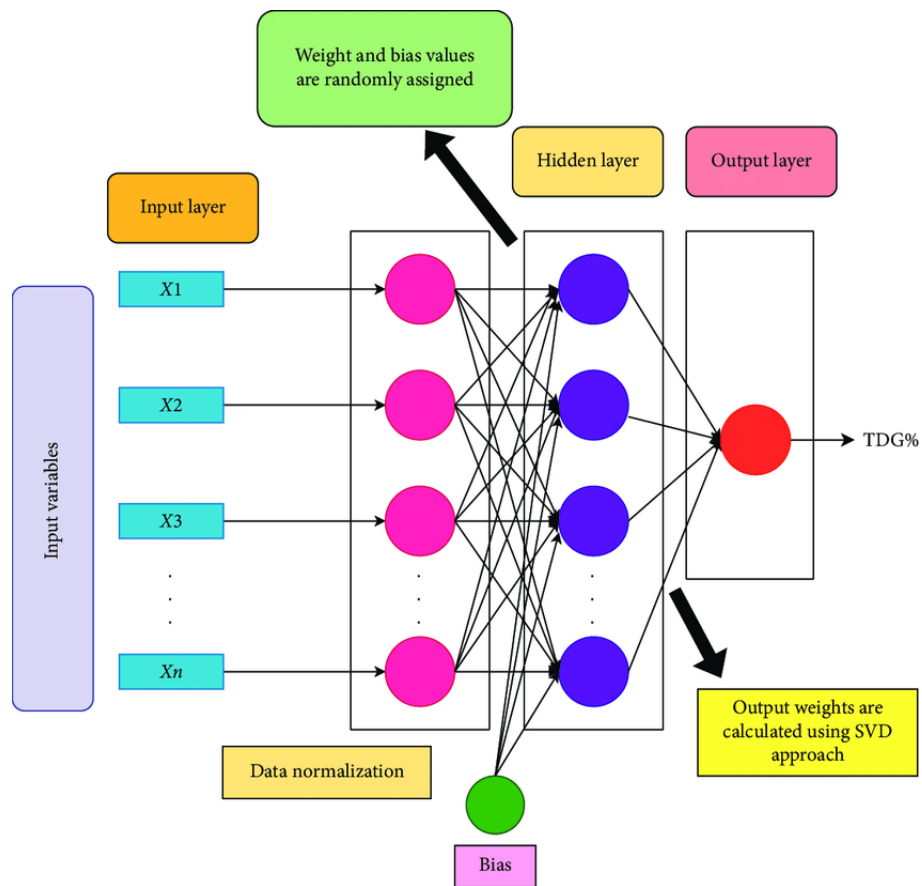 Weight and bias values
are randomly assigned
Hidden layer
Output layer
Input layer
Input variables
X1
X2
X3
Xn
TDG%
Data normalization
Output weights are
calculated using SVD
approach
Bias